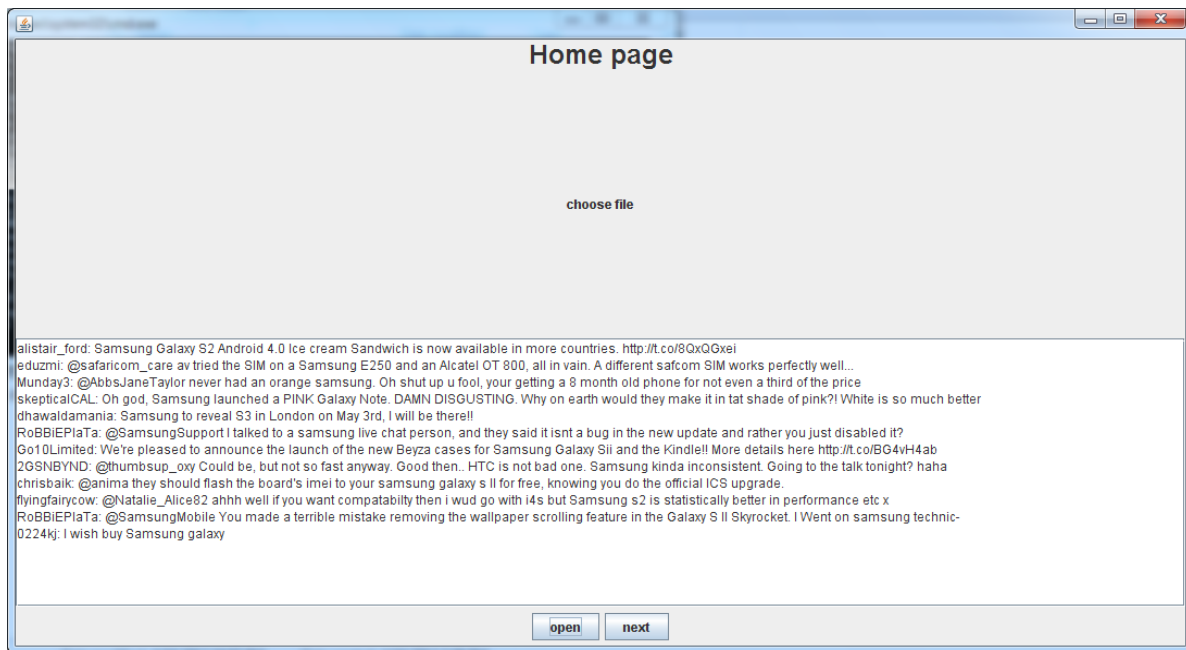 Home page
choose file
alistair_ford: Samsung Galaxy S2 Android 4.0 Ice cream Sandwich is now available in more countries. http://t.co/8QxQGxei
eduzmi: @safaricom_care av tried the SIM on a Samsung E250 and an Alcatel OT 800, all in vain. A different safcom SIM works perfectly well...
Munday3: @AbbsJaneTaylor never had an orange samsung. Oh shut up u fool, your getting a 8 month old phone for not even a third of the price
skepticalCAL: Oh god, Samsung launched a PINK Galaxy Note. DAMN DISGUSTING. Why on earth would they make it in tat shade of pink?! White is so much better
dhawaldamania: Samsung to reveal S3 in London on May 3rd, I will be there!!
RoBBiEPlaTa: @SamsungSupport I talked to a samsung live chat person, and they said it isnt a bug in the new update and rather you just disabled it?
Go10Limited: We're pleased to announce the launch of the new Beyza cases for Samsung Galaxy Sii and the Kindle!! More details here http://t.co/BG4vH4ab
2GSNBYND: @thumbsup_oxy Could be, but not so fast anyway. Good then.. HTC is not bad one. Samsung kinda inconsistent. Going to the talk tonight? haha
chrisbaik: @anima they should flash the board's imei to your samsung galaxy s II for free, knowing you do the official ICS upgrade.
flyingfairycow: @Natalie_Alice82 ahhh well if you want compatabilty then i wud go with i4s but Samsung s2 is statistically better in performance etc x
RoBBiEPlaTa: @SamsungMobile You made a terrible mistake removing the wallpaper scrolling feature in the Galaxy S II Skyrocket. I Went on samsung technic-
0224kj: I wish buy Samsung galaxy
open next